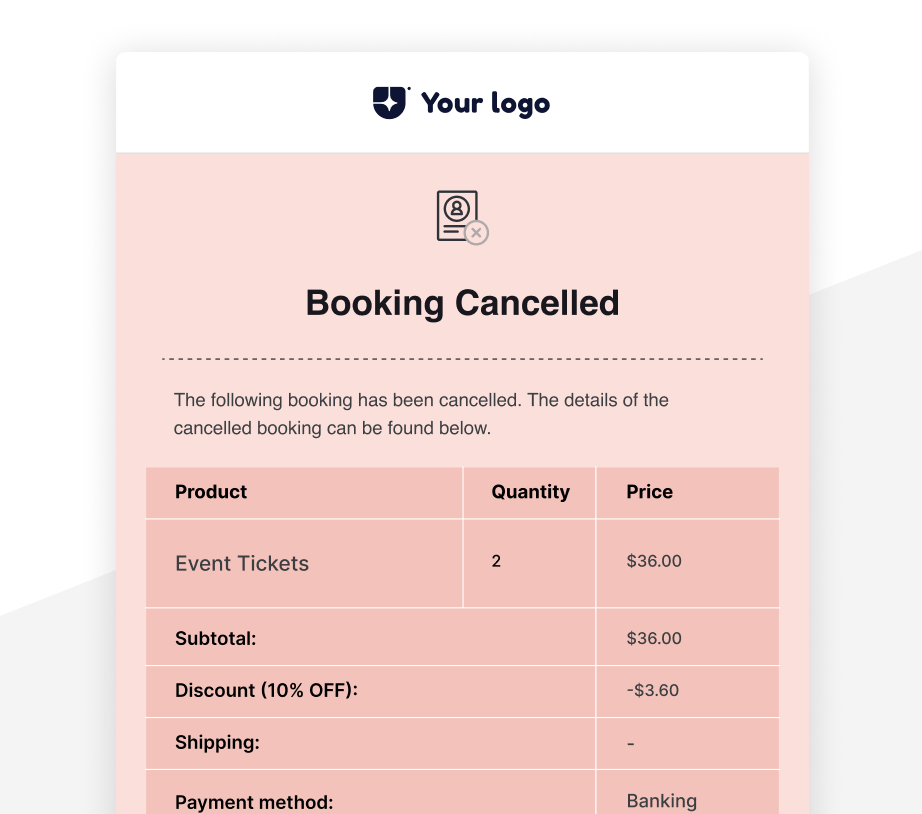 Your logo
Booking Cancelled
The following booking has been cancelled. The details of the
cancelled booking can be found below.
Product Quantity Price
Event Tickets 2 $36.00
Subtotal: $36.00
Discount (10% OFF): -$3.60
Shipping: -
Payment method: Banking